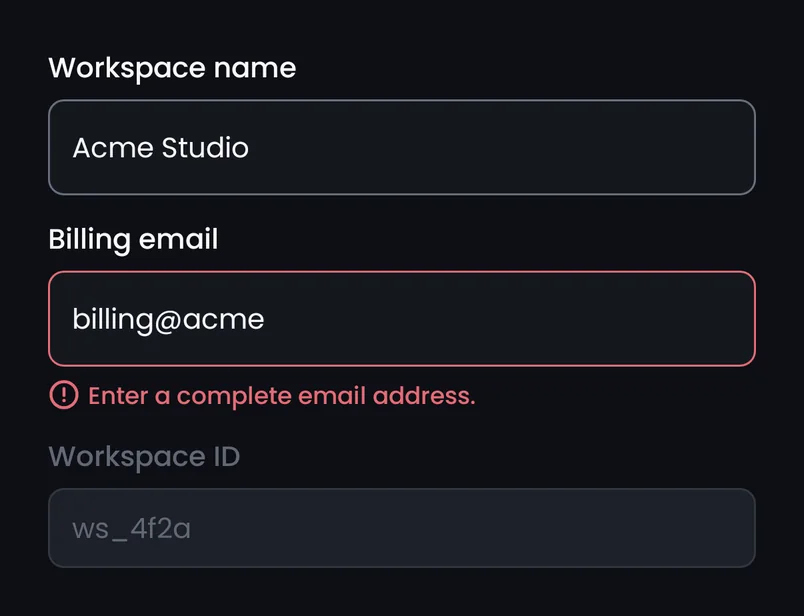 Workspace name
Acme Studio
Billing email
billing@acme
Enter a complete email address.
Workspace ID
ws_4f2a